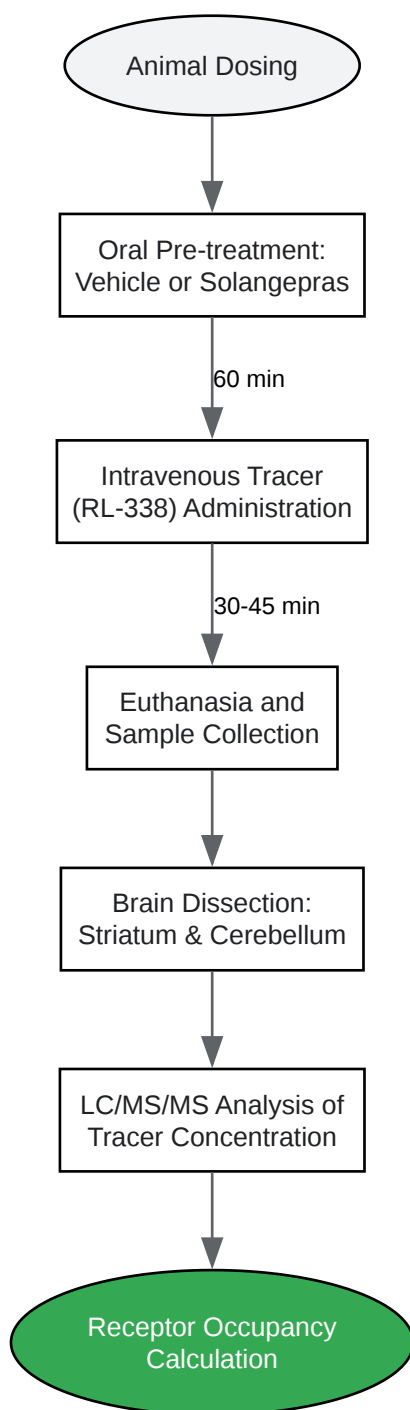 Animal Dosing
Oral Pre-treatment:
Vehicle or Solangepras
60 min
Intravenous Tracer
(RL-338) Administration
30-45 min
Euthanasia and
Sample Collection
Brain Dissection:
Striatum & Cerebellum
LC/MS/MS Analysis of
Tracer Concentration
Receptor Occupancy
Calculation